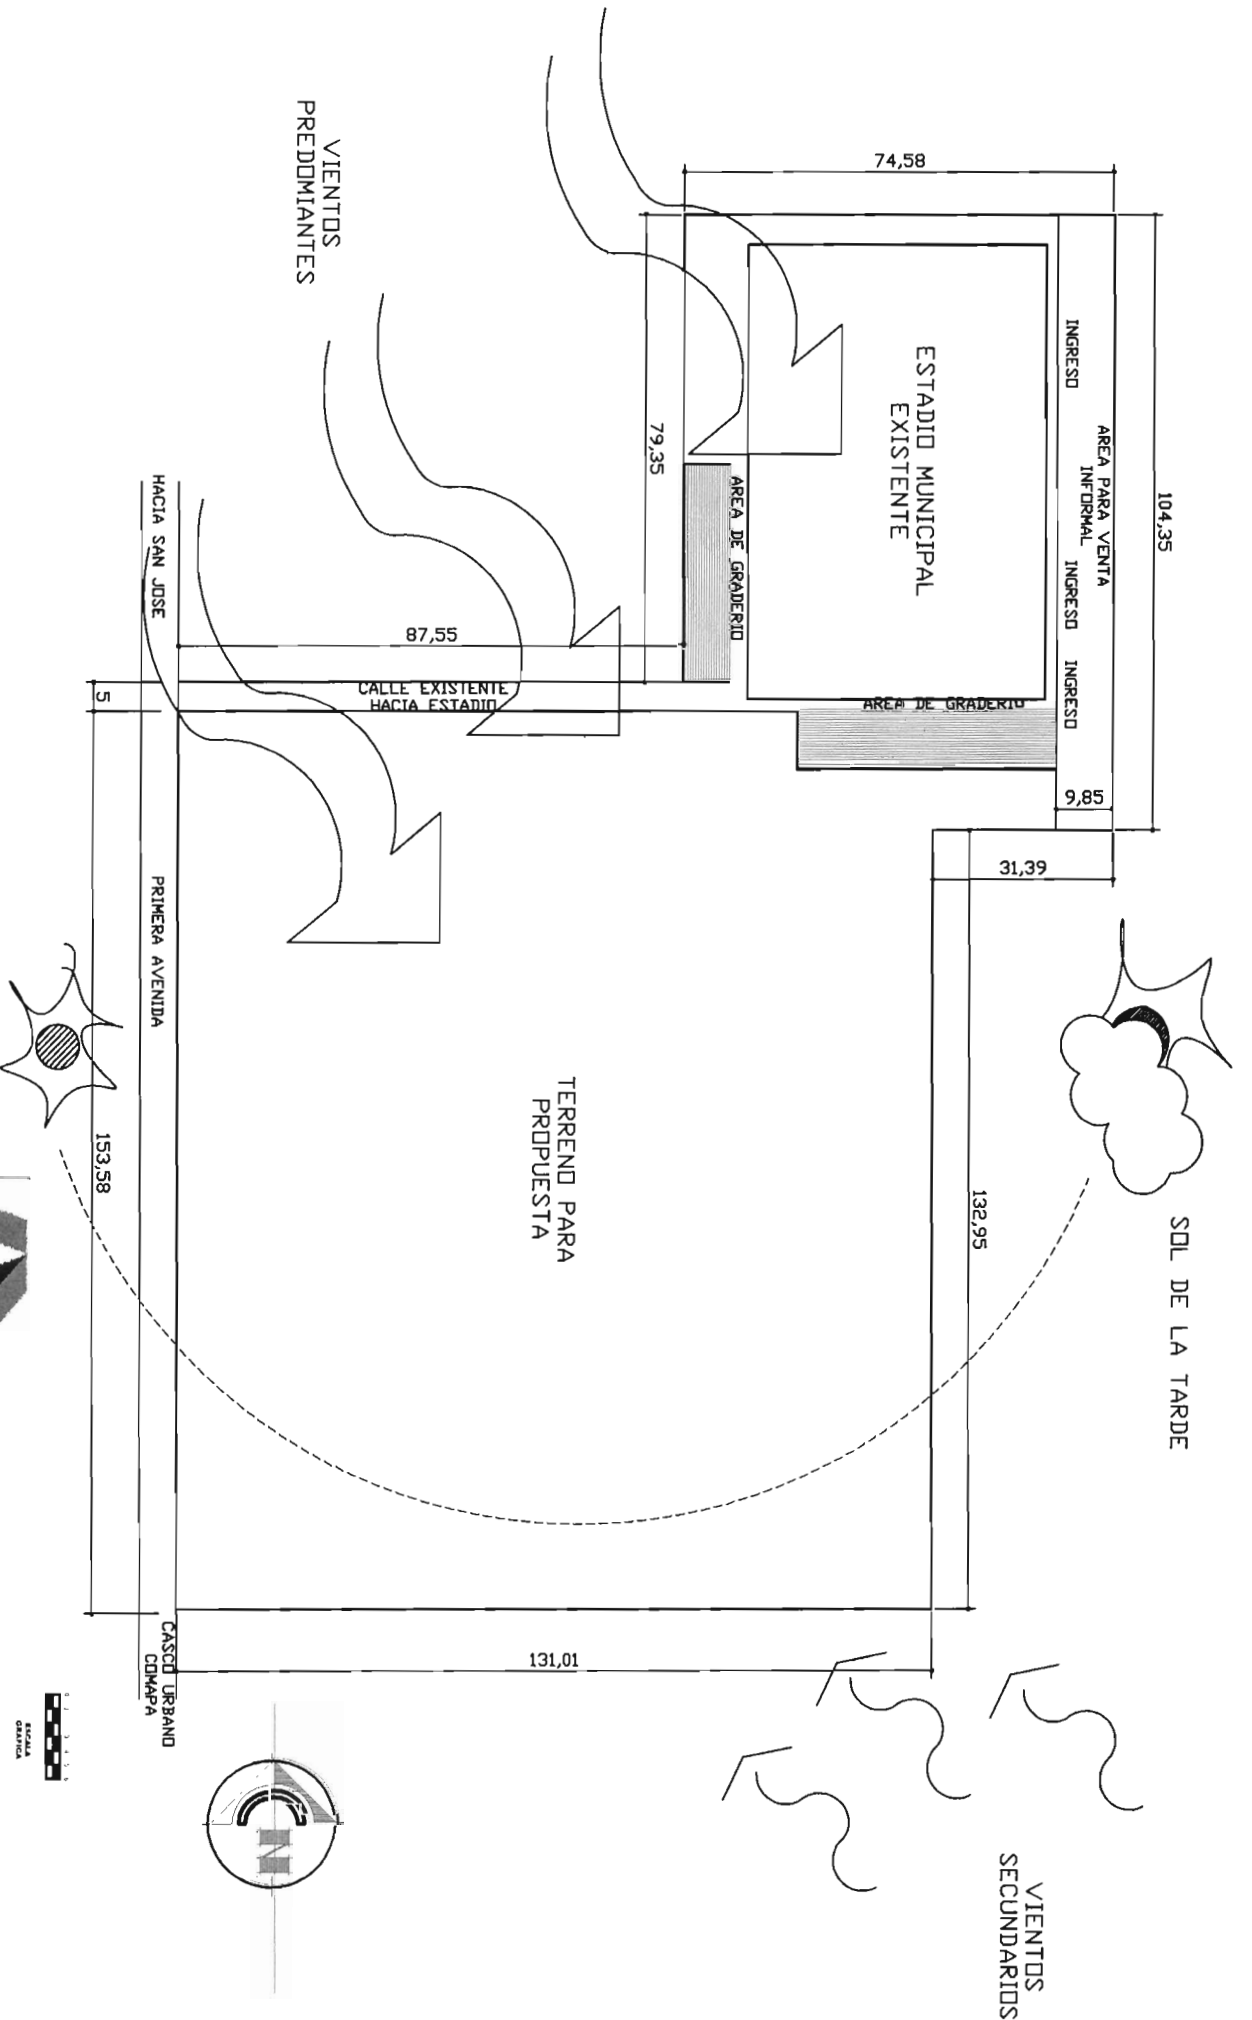 VIENTOS
PREDOMIANTES
74,58
104,35
79,35
INGRESO
AREA PARA VENTA
INFORMAL
INGRESO
INGRESO
ESTADIO MUNICIPAL
EXISTENTE
AREA DE GRADERIO
AREA DE GRADERIO
9,85
31,39
87,55
CALLE EXISTENTE
HACIA ESTADIO
HACIA SAN JOSE
5
PRIMERA AVENIDA
153,58
TERRENO PARA
PROPUESTA
132,95
SOL DE LA TARDE
131,01
CASCO URBANO
COMAPA
N
ESCALA
GRAFICA
VIENTOS
SECUNDARIOS